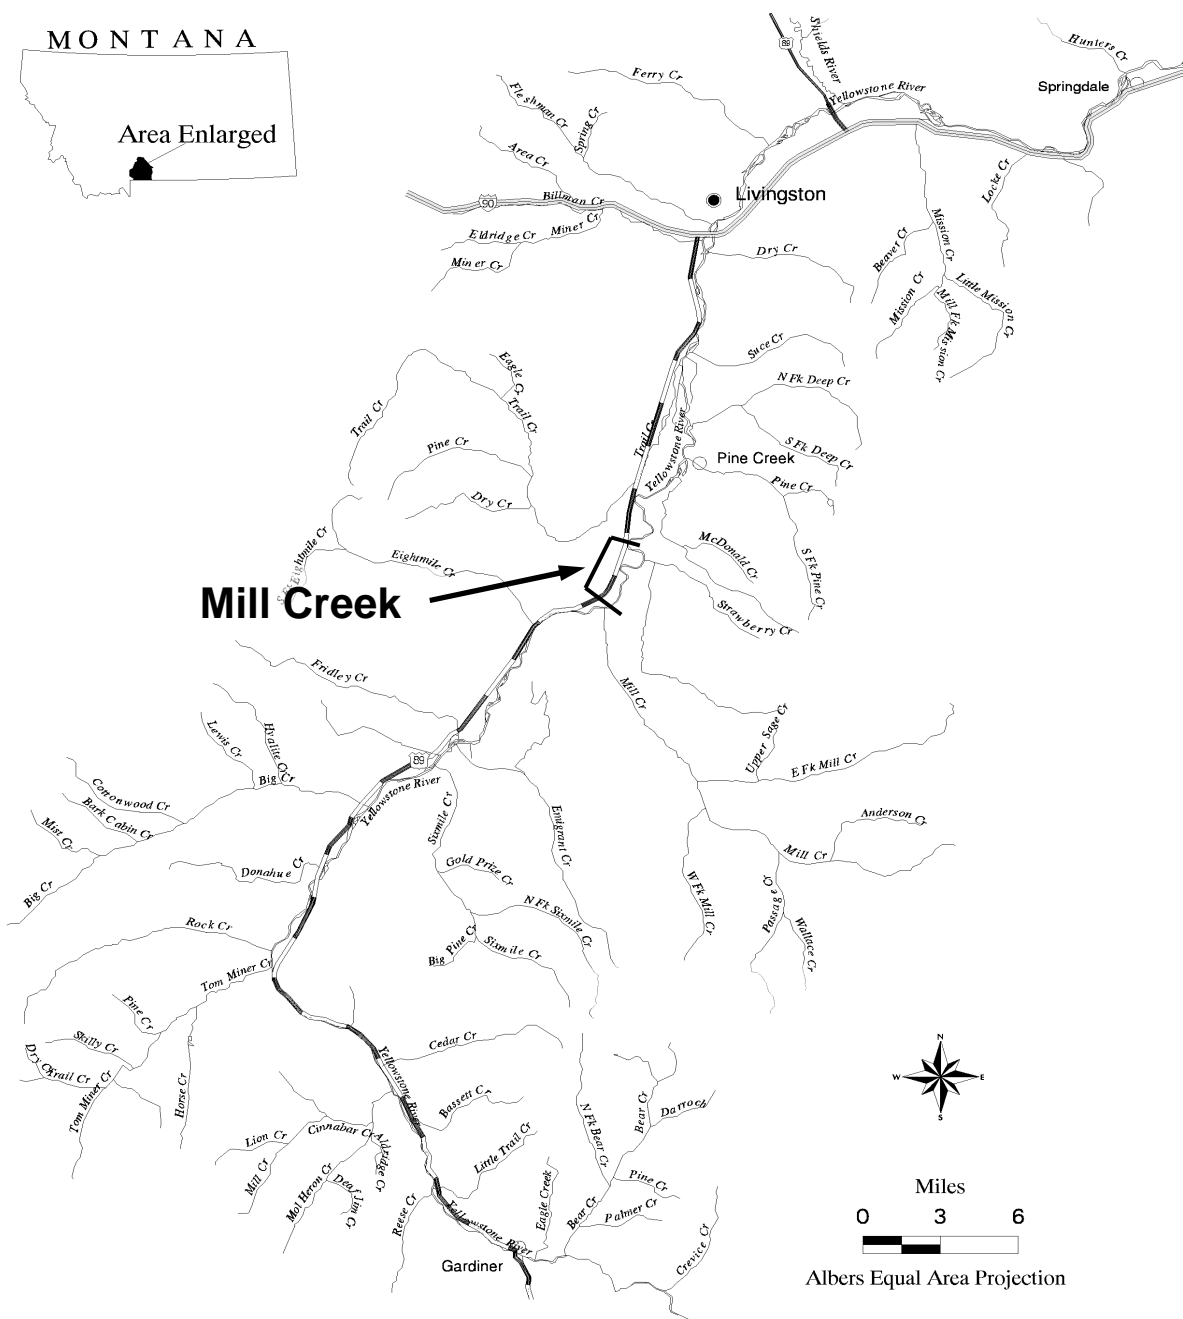 MONTANA
Area Enlarged
89
Shields River
Hunters Cr
Springdale
Ferry Cr
Fleshman Cr
Spring Cr
Yellowstone River
Area Cr
Locke Cr
90
Billman Cr
Livingston
Eldridge Cr
Miner Cr
Mission Cr
Beaver Cr
Dry Cr
Miner Cr
Mission Cr
Little Mission Cr
Mill Fk Mission Cr
Suce Cr
Eagle Cr
N Fk Deep Cr
Trail Cr
Trail Cr
Trail Cr
Pine Cr
Yellowstone River
S Fk Deep Cr
Pine Creek
Pine Cr
Dry Cr
Eightmile Cr
McDonald Cr
S Fk Pine Cr
Eightmile Cr
Mill Creek
Strawberry Cr
Fridley Cr
Mill Cr
Lewis Cr
Hyalite Cr
Upper Sage Cr
89
E Fk Mill Cr
Big Cr
Yellowstone River
Cottonwood Cr
Bark Cabin Cr
Mist Cr
Sixmile Cr
Emigrant Cr
Anderson Cr
Mill Cr
Donahue Cr
Gold Prize Cr
Big Cr
W Fk Mill Cr
Passage Cr
Wallace Cr
N Fk Sixmile Cr
Rock Cr
Big Pine Cr
Sixmile Cr
Tom Miner Cr
Pine Cr
Skilly Cr
Dry Cr
Trail Cr
Tom Miner Cr
Horse Cr
Cedar Cr
Yellowstone River
N
W
E
S
Bassett Cr
N Fk Bear Cr
Bear Cr
Darroch
Lion Cr
Cinnabar Cr
Aldridge Cr
Little Trail Cr
Mill Cr
Mol Heron Cr
Deaf Jim Cr
Reese Cr
Eagle Creek
Pine Cr
Bear Cr
Palmer Cr
Yellowstone River
Crevice Cr
Gardiner
Miles
0 3 6
Albers Equal Area Projection